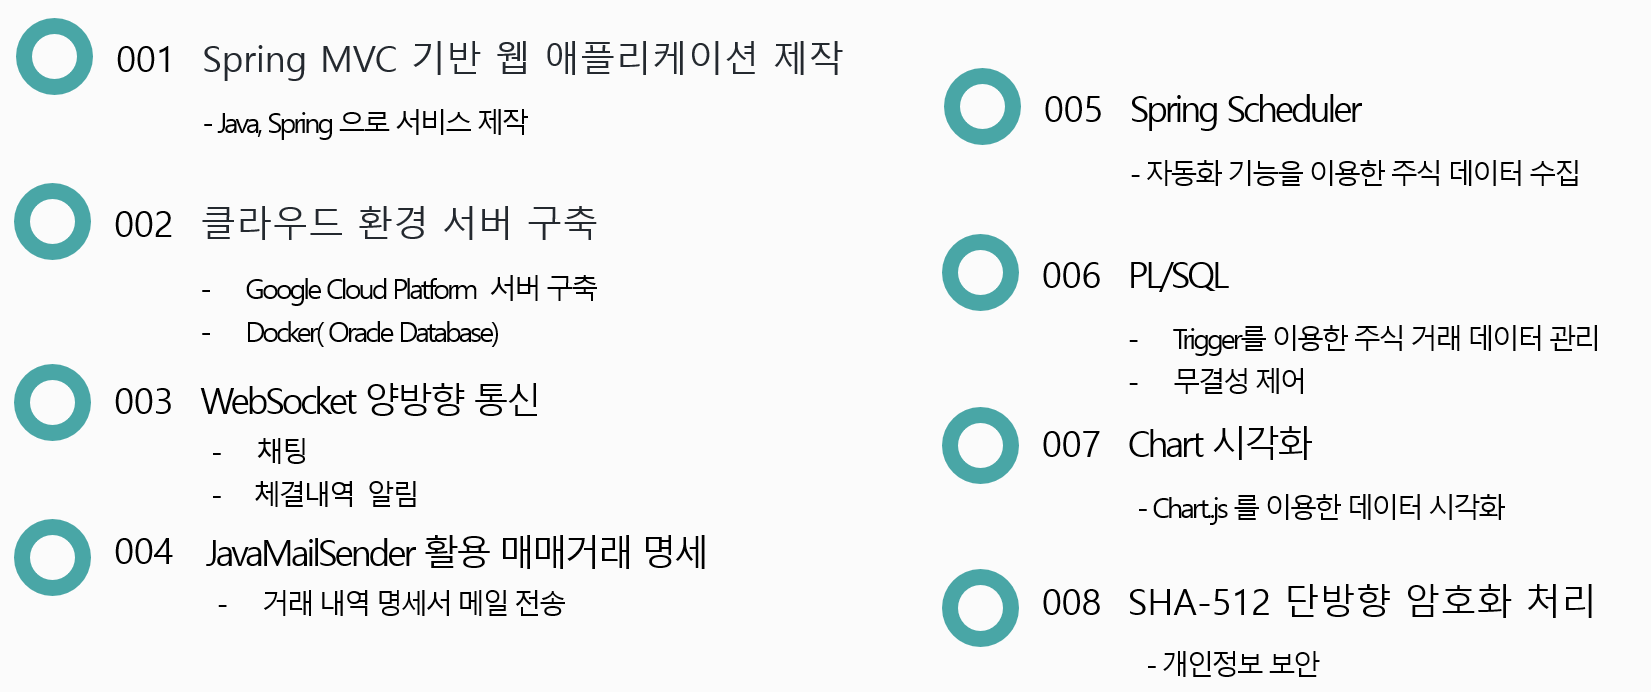 001 Spring MVC 기반 웹 애플리케이션 제작
- Java, Spring 으로 서비스 제작
002 클라우드 환경 서버 구축
- Google Cloud Platform 서버 구축
- Docker( Oracle Database)
003 WebSocket 양방향 통신
- 채팅
- 체결내역 알림
004 JavaMailSender 활용 매매거래 명세
- 거래 내역 명세서 메일 전송
005 Spring Scheduler
- 자동화 기능을 이용한 주식 데이터 수집
006 PL/SQL
- Trigger를 이용한 주식 거래 데이터 관리
- 무결성 제어
007 Chart 시각화
- Chart.js 를 이용한 데이터 시각화
008 SHA-512 단방향 암호화 처리
- 개인정보 보안